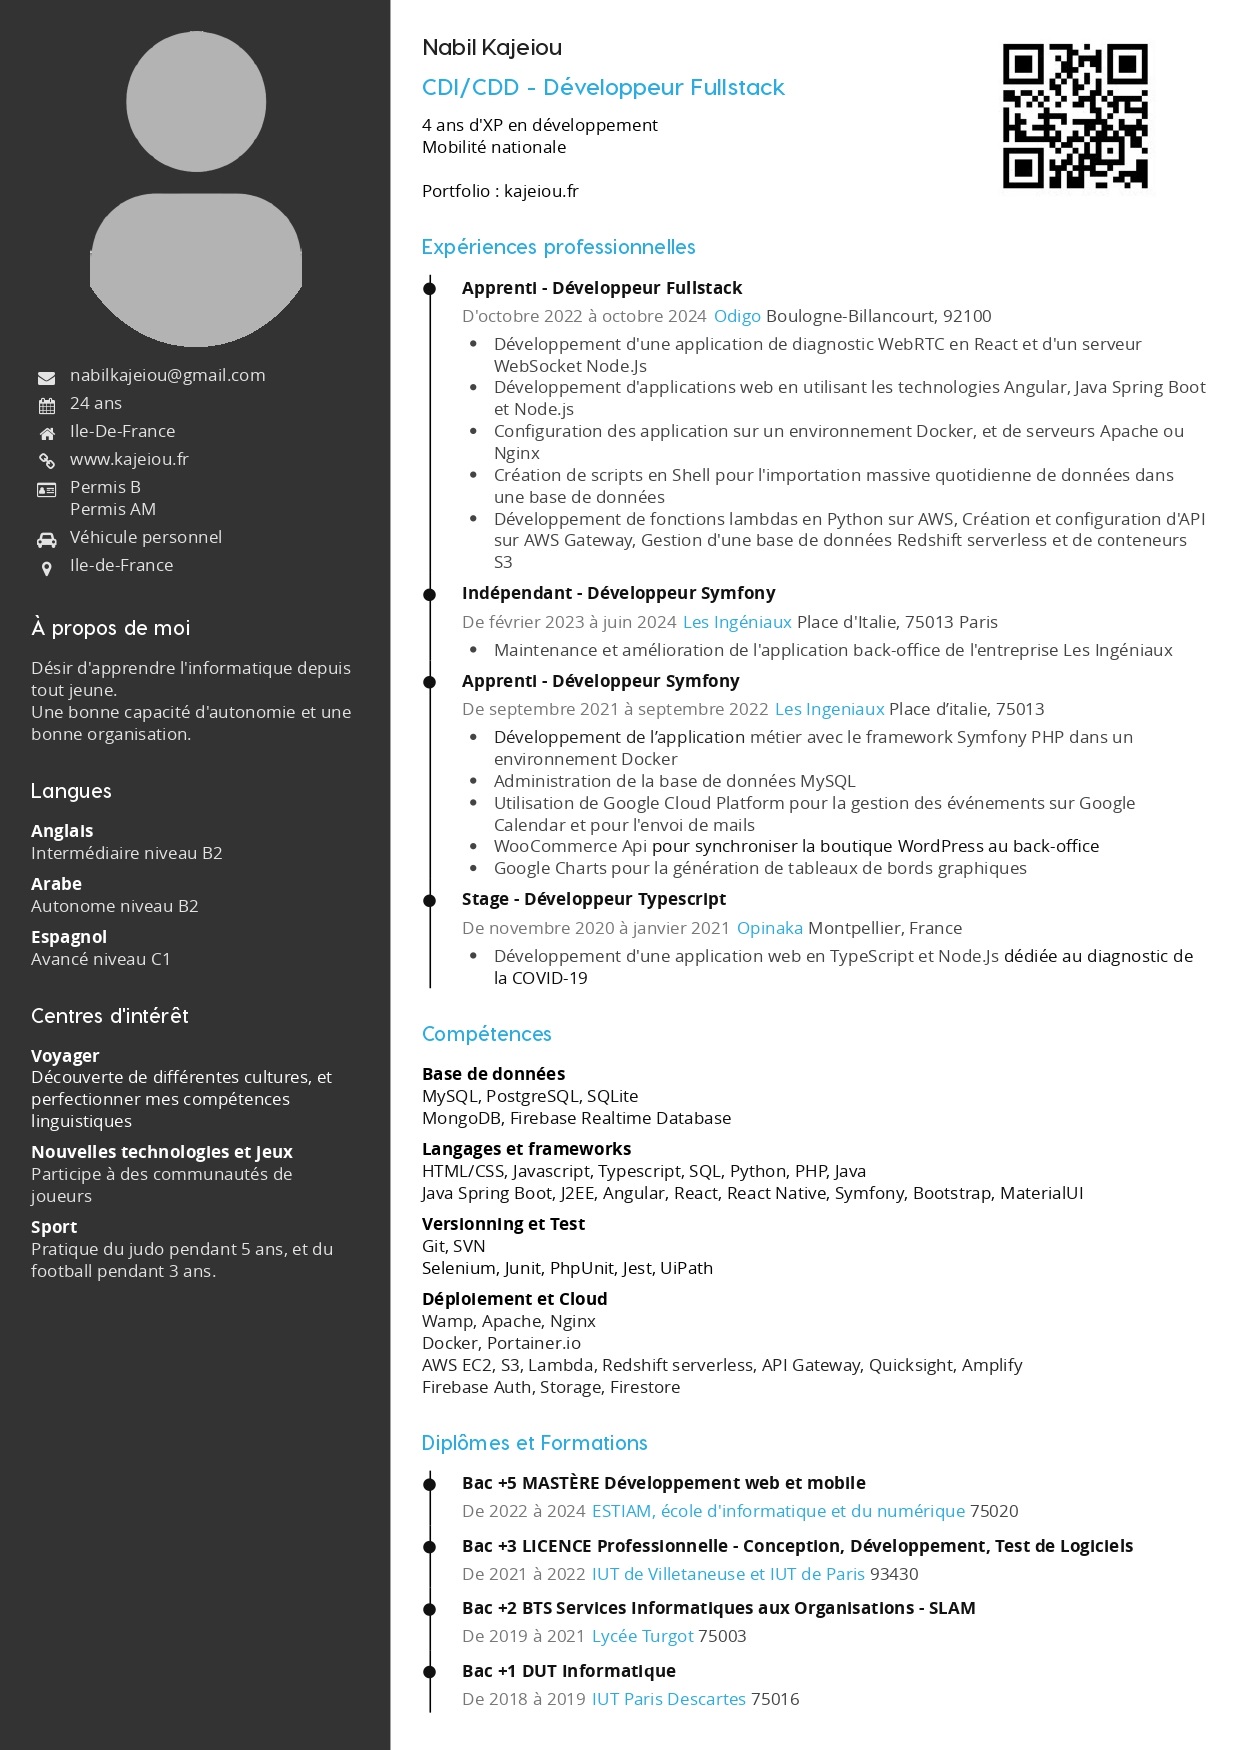 nabilkajeiou@gmail.com
24 ans
Ile-De-France
www.kajeiou.fr
Permis B
Permis AM
Véhicule personnel
Ile-de-France
À propos de moi
Désir d'apprendre l'informatique depuis
tout jeune.
Une bonne capacité d'autonomie et une
bonne organisation.
Langues
Anglais
Intermédiaire niveau B2
Arabe
Autonome niveau B2
Espagnol
Avancé niveau C1
Centres d'intérêt
Voyager
Découverte de différentes cultures, et
perfectionner mes compétences
linguistiques
Nouvelles technologies et Jeux
Participe à des communautés de
joueurs
Sport
Pratique du judo pendant 5 ans, et du
football pendant 3 ans.
Nabil Kajeiou
CDI/CDD - Développeur Fullstack
4 ans d'XP en développement
Mobilité nationale
Portfolio : kajeiou.fr
Expériences professionnelles
Apprenti - Développeur Fullstack
D'octobre 2022 à octobre 2024 Odigo Boulogne-Billancourt, 92100
• Développement d'une application de diagnostic WebRTC en React et d'un serveur
WebSocket Node.Js
• Développement d'applications web en utilisant les technologies Angular, Java Spring Boot
et Node.js
• Configuration des application sur un environnement Docker, et de serveurs Apache ou
Nginx
• Création de scripts en Shell pour l'importation massive quotidienne de données dans
une base de données
• Développement de fonctions lambdas en Python sur AWS, Création et configuration d'API
sur AWS Gateway, Gestion d'une base de données Redshift serverless et de conteneurs
S3
Indépendant - Développeur Symfony
De février 2023 à juin 2024 Les Ingéniaux Place d'Italie, 75013 Paris
• Maintenance et amélioration de l'application back-office de l'entreprise Les Ingéniaux
Apprenti - Développeur Symfony
De septembre 2021 à septembre 2022 Les Ingeniaux Place d’italie, 75013
• Développement de l’application métier avec le framework Symfony PHP dans un
environnement Docker
• Administration de la base de données MySQL
• Utilisation de Google Cloud Platform pour la gestion des événements sur Google
Calendar et pour l'envoi de mails
• WooCommerce Api pour synchroniser la boutique WordPress au back-office
• Google Charts pour la génération de tableaux de bords graphiques
Stage - Développeur Typescript
De novembre 2020 à janvier 2021 Opinaka Montpellier, France
• Développement d'une application web en TypeScript et Node.Js dédiée au diagnostic de
la COVID-19
Compétences
Base de données
MySQL, PostgreSQL, SQLite
MongoDB, Firebase Realtime Database
Langages et frameworks
HTML/CSS, Javascript, Typescript, SQL, Python, PHP, Java
Java Spring Boot, J2EE, Angular, React, React Native, Symfony, Bootstrap, MaterialUI
Versionning et Test
Git, SVN
Selenium, Junit, PhpUnit, Jest, UiPath
Déploiement et Cloud
Wamp, Apache, Nginx
Docker, Portainer.io
AWS EC2, S3, Lambda, Redshift serverless, API Gateway, Quicksight, Amplify
Firebase Auth, Storage, Firestore
Diplômes et Formations
Bac +5 MASTÈRE Développement web et mobile
De 2022 à 2024 ESTIAM, école d'informatique et du numérique 75020
Bac +3 LICENCE Professionnelle - Conception, Développement, Test de Logiciels
De 2021 à 2022 IUT de Villetaneuse et IUT de Paris 93430
Bac +2 BTS Services Informatiques aux Organisations - SLAM
De 2019 à 2021 Lycée Turgot 75003
Bac +1 DUT Informatique
De 2018 à 2019 IUT Paris Descartes 75016